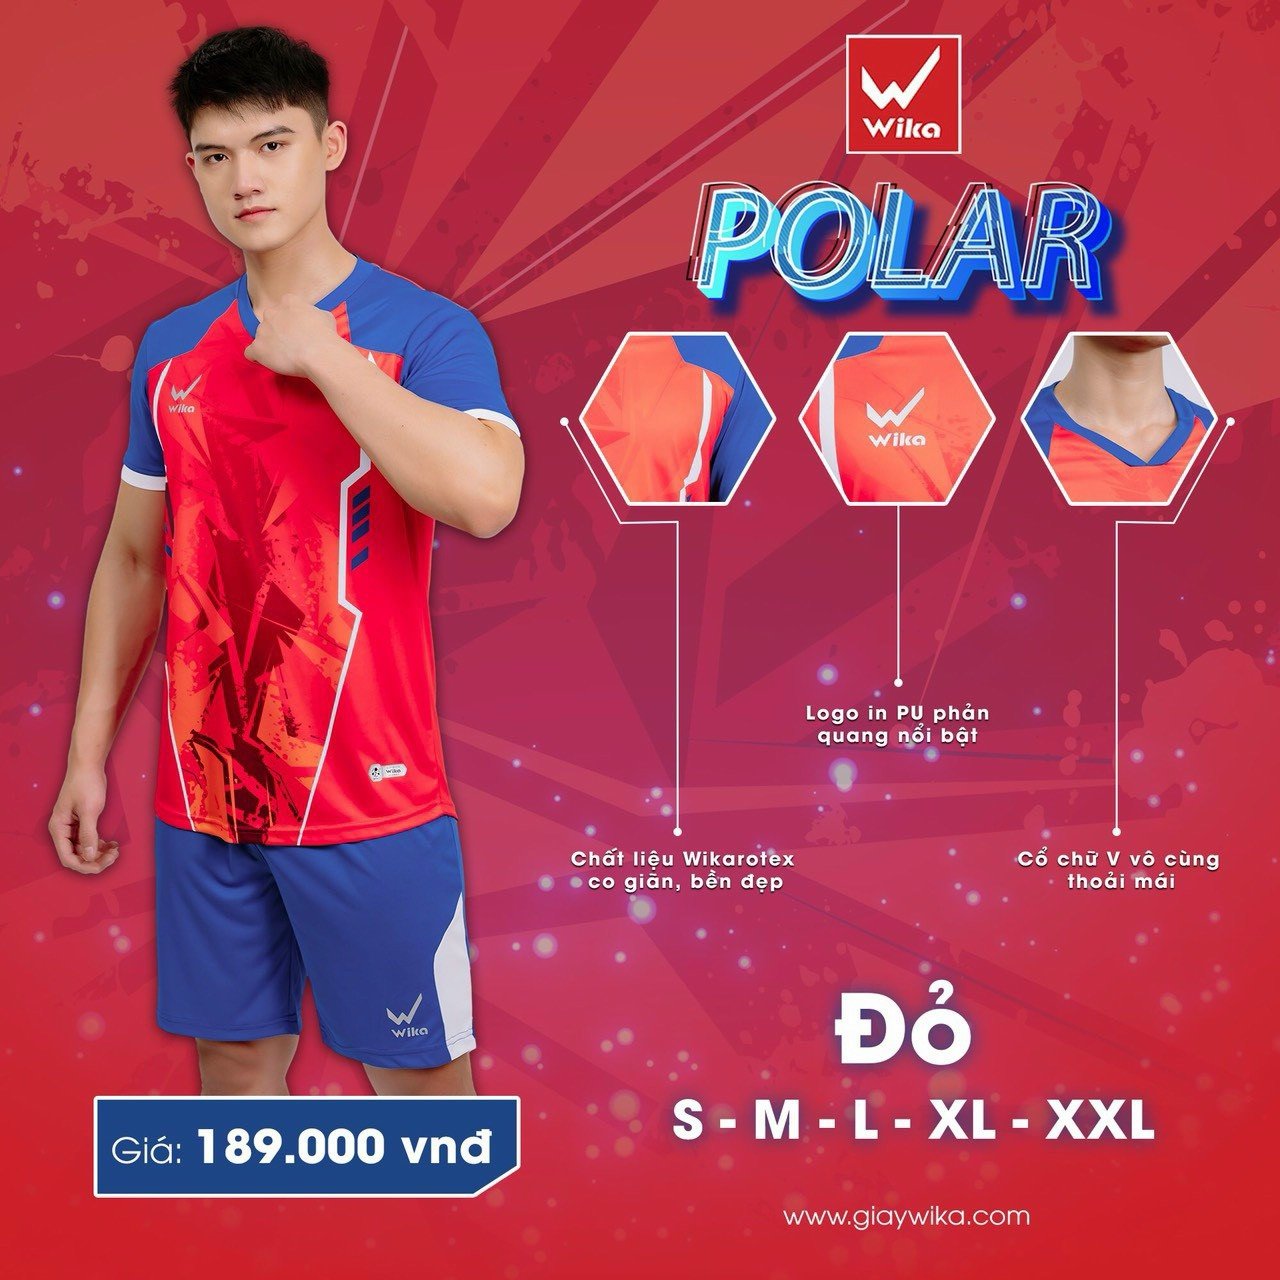 Wika
POLAR
Wika
Wika
Logo in PU phản
quang nổi bật
Wika
Chất liệu Wikarotex
co giãn, bền đẹp
Cổ chữ V vô cùng
thoải mái
Wika
Đỏ
S - M - L - XL - XXL
Giá: 189.000 vnđ
www.giaywika.com